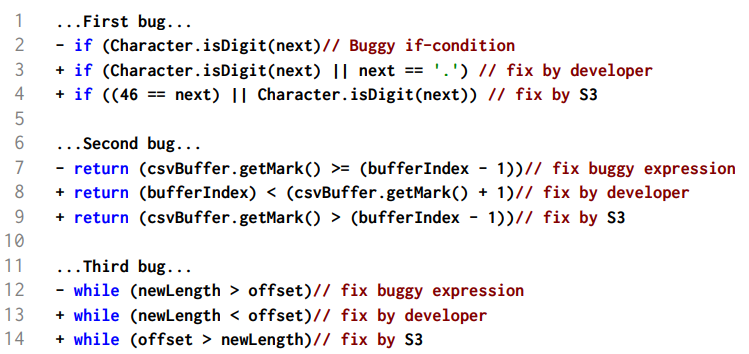 1 ...First bug...
2 - if (Character.isDigit(next)// Buggy if-condition
3 + if (Character.isDigit(next) || next == '.') // fix by developer
4 + if ((46 == next) || Character.isDigit(next)) // fix by S3
5
6 ...Second bug...
7 - return (csvBuffer.getMark() >= (bufferIndex - 1))// fix buggy expression
8 + return (bufferIndex) < (csvBuffer.getMark() + 1)// fix by developer
9 + return (csvBuffer.getMark() > (bufferIndex - 1))// fix by S3
10
11 ...Third bug...
12 - while (newLength > offset)// fix buggy expression
13 + while (newLength < offset)// fix by developer
14 + while (offset > newLength)// fix by S3